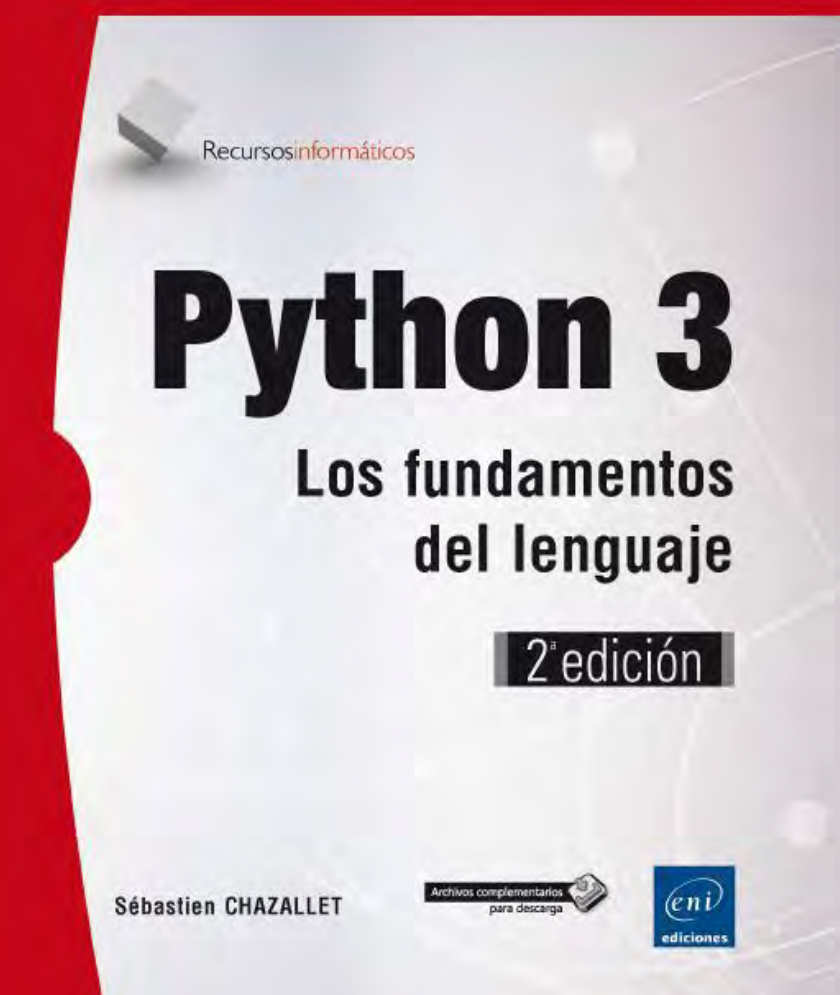 Recursosinformáticos
Python 3
Los fundamentos
del lenguaje
2ª edición
Sébastien CHAZALLET
Archivos complementarios
para descarga
eni
ediciones